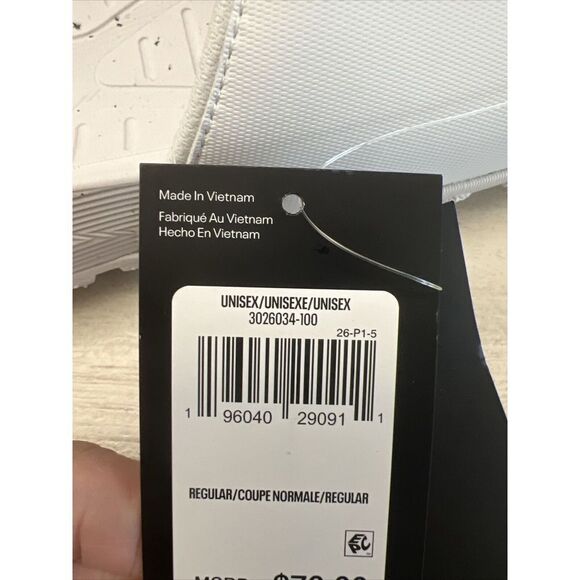 Made In Vietnam
Fabriqué Au Vietnam
Hecho En Vietnam
UNISEX/UNISEXE/UNISEX
3026034-100
26-P1-5
1 96040 29091 1
REGULAR/COUPE NORMALE/REGULAR
EPC